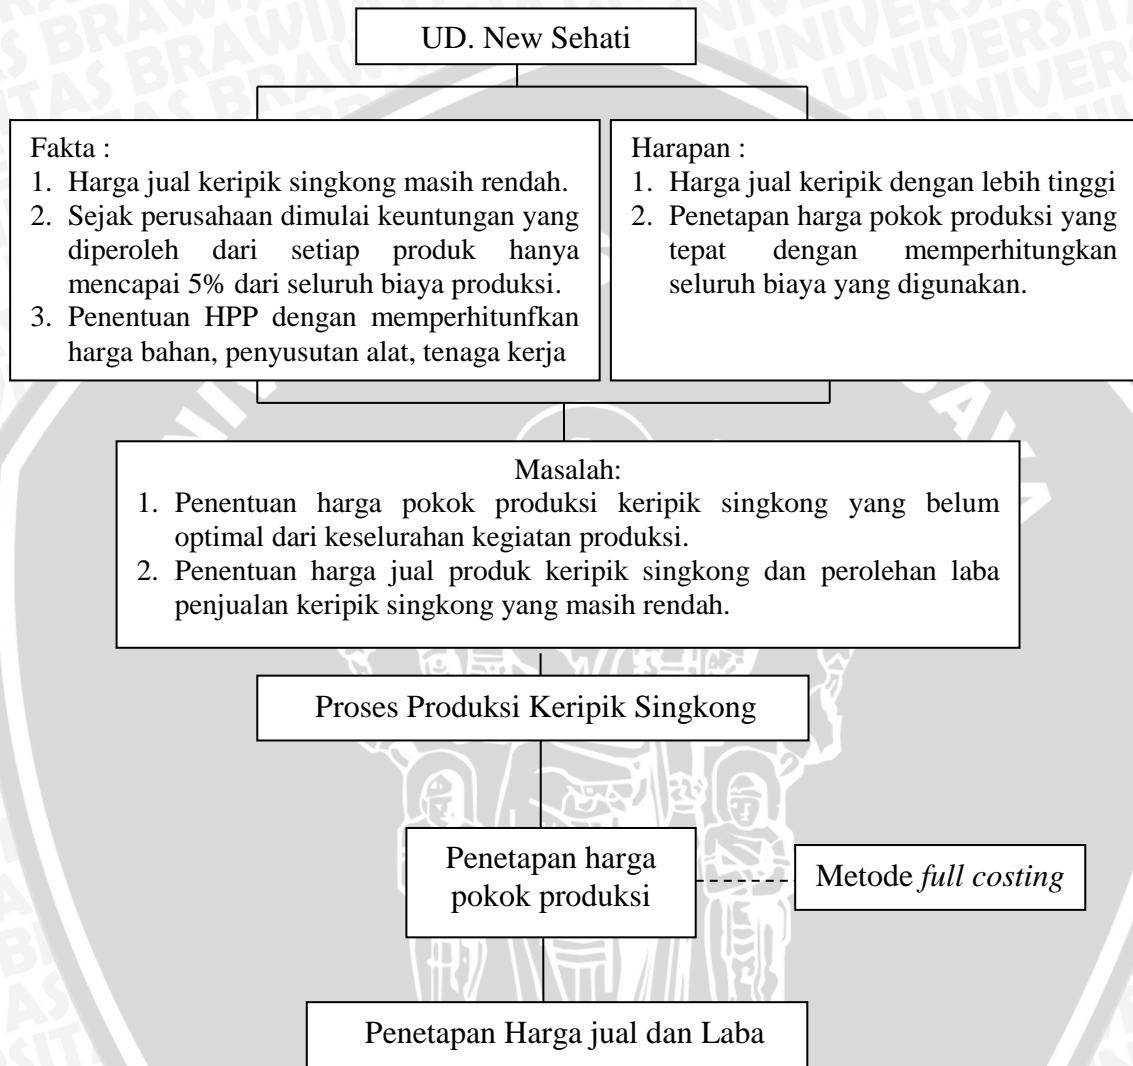 UD. New Sehati
Fakta :
1. Harga jual keripik singkong masih rendah.
2. Sejak perusahaan dimulai keuntungan yang
diperoleh dari setiap produk hanya
mencapai 5% dari seluruh biaya produksi.
3. Penentuan HPP dengan memperhitunfkan
harga bahan, penyusutan alat, tenaga kerja
Harapan :
1. Harga jual keripik dengan lebih tinggi
2. Penetapan harga pokok produksi yang
tepat dengan memperhitungkan
seluruh biaya yang digunakan.
Masalah:
1. Penentuan harga pokok produksi keripik singkong yang belum
optimal dari keselurahan kegiatan produksi.
2. Penentuan harga jual produk keripik singkong dan perolehan laba
penjualan keripik singkong yang masih rendah.
Proses Produksi Keripik Singkong
Penetapan harga
pokok produksi
Metode full costing
Penetapan Harga jual dan Laba